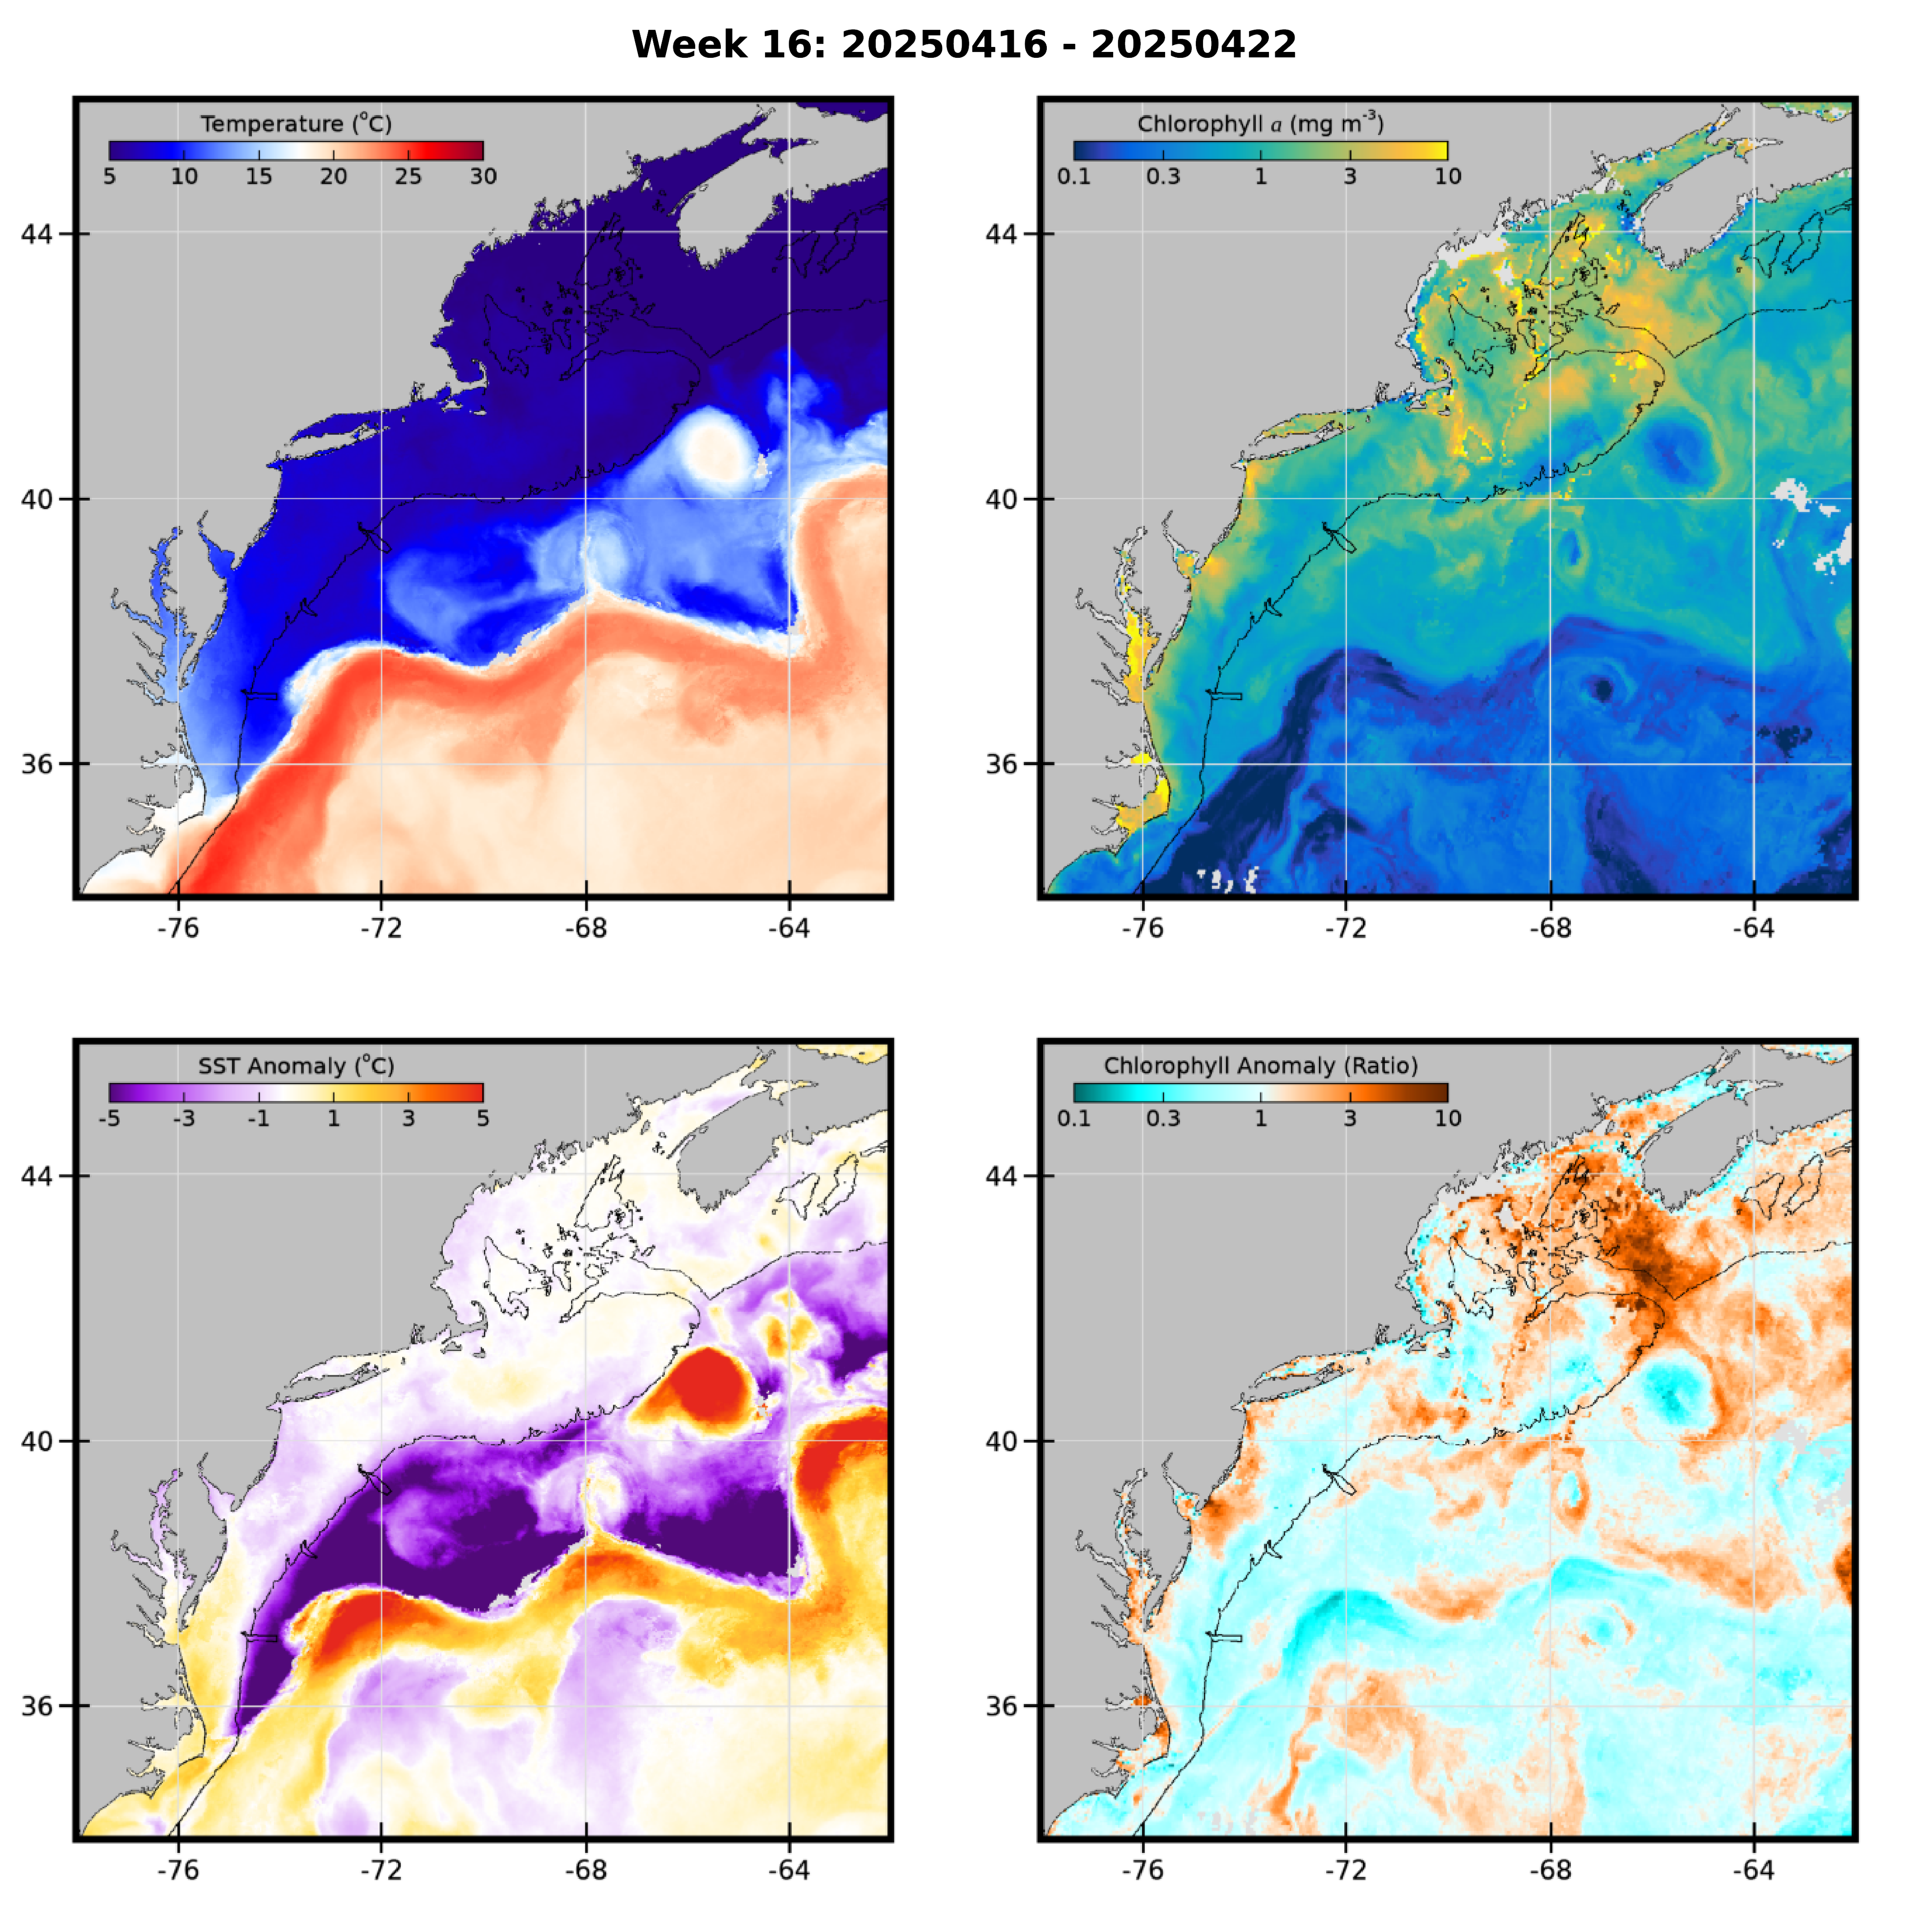 Week 16: 20250416 - 20250422
Temperature (°C)
5 10 15 20 25 30
44
40
36
-76 -72 -68 -64
Chlorophyll a (mg m⁻³)
0.1 0.3 1 3 10
44
40
36
-76 -72 -68 -64
SST Anomaly (°C)
-5 -3 -1 1 3 5
44
40
36
-76 -72 -68 -64
Chlorophyll Anomaly (Ratio)
0.1 0.3 1 3 10
44
40
36
-76 -72 -68 -64